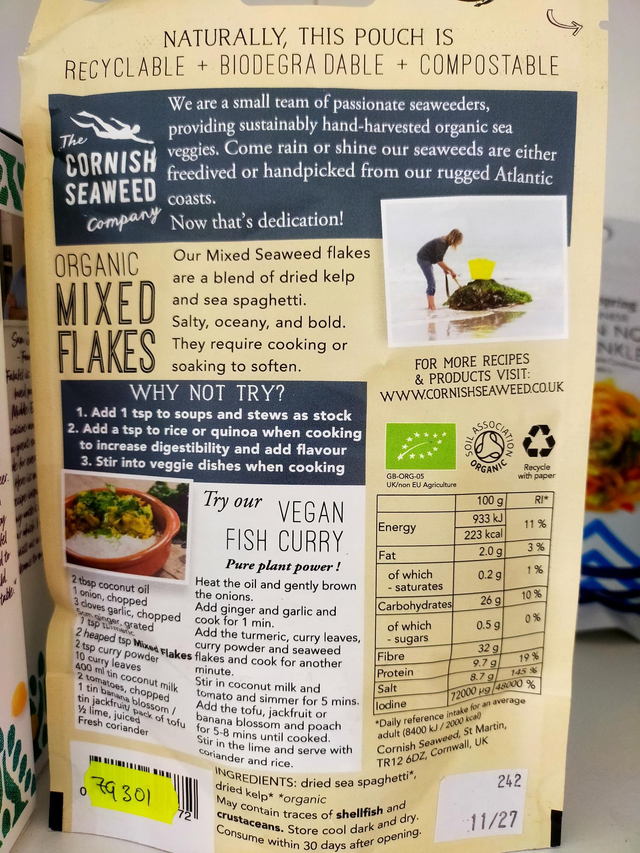 NATURALLY, THIS POUCH IS
RECYCLABLE + BIODEGRADABLE + COMPOSTABLE
The
CORNISH
SEAWEED
Company
We are a small team of passionate seaweeders,
providing sustainably hand-harvested organic sea
veggies. Come rain or shine our seaweeds are either
freedived or handpicked from our rugged Atlantic
coasts.
Now that's dedication!
ORGANIC
MIXED
FLAKES
Our Mixed Seaweed flakes
are a blend of dried kelp
and sea spaghetti.
Salty, oceany, and bold.
They require cooking or
soaking to soften.
FOR MORE RECIPES
& PRODUCTS VISIT:
WWW.CORNISHSEAWEED.CO.UK
WHY NOT TRY?
1. Add 1 tsp to soups and stews as stock
2. Add a tsp to rice or quinoa when cooking
to increase digestibility and add flavour
3. Stir into veggie dishes when cooking
GB-ORG-05
UK/non EU Agriculture
SOIL ASSOCIATION
ORGANIC
Recycle
with paper
Try our VEGAN
FISH CURRY
Pure plant power!
2 tbsp coconut oil
1 onion, chopped
3 cloves garlic, chopped
5cm ginger, grated
1 tsp turmeric
2 heaped tsp Mixed Flakes
2 tsp curry powder
10 curry leaves
400 ml tin coconut milk
2 tomatoes, chopped
1 tin banana blossom /
tin jackfruit/ pack of tofu
½ lime, juiced
Fresh coriander
Heat the oil and gently brown
the onions.
Add ginger and garlic and
cook for 1 min.
Add the turmeric, curry leaves,
curry powder and seaweed
flakes and cook for another
minute.
Stir in coconut milk and
tomato and simmer for 5 mins.
Add the tofu, jackfruit or
banana blossom and poach
for 5-8 mins until cooked.
Stir in the lime and serve with
coriander and rice.
100 g RI*
Energy 933 kJ 223 kcal 11 %
Fat 2.0 g 3 %
of which
- saturates 0.2 g 1 %
Carbohydrates 26 g 10 %
of which
- sugars 0.5 g 0%
Fibre 32 g
Protein 9.7 g 19 %
Salt 8.7 g 145 %
Iodine 72000 µg 48000 %
*Daily reference intake for an average
adult (8400 kJ / 2000 kcal)
Cornish Seaweed, St Martin,
TR12 6DZ, Cornwall, UK
INGREDIENTS: dried sea spaghetti*,
dried kelp* *organic
May contain traces of shellfish and
crustaceans. Store cool dark and dry.
Consume within 30 days after opening.
0
79301
72
242
11/27